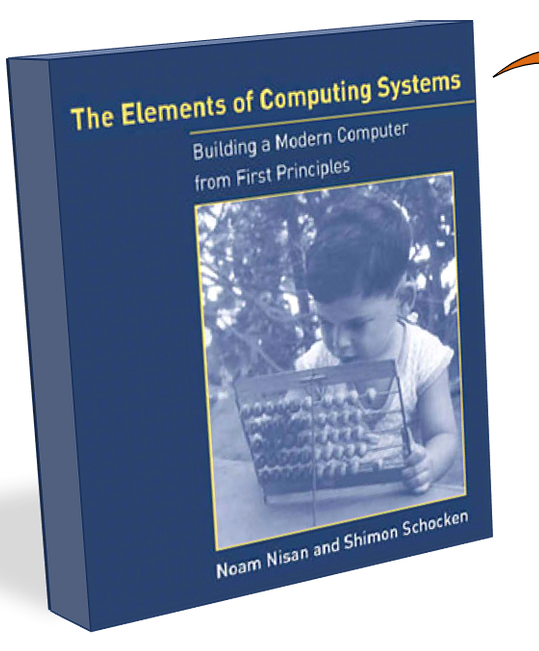 The Elements of Computing Systems
Building a Modern Computer
from First Principles
Noam Nisan and Shimon Schocken